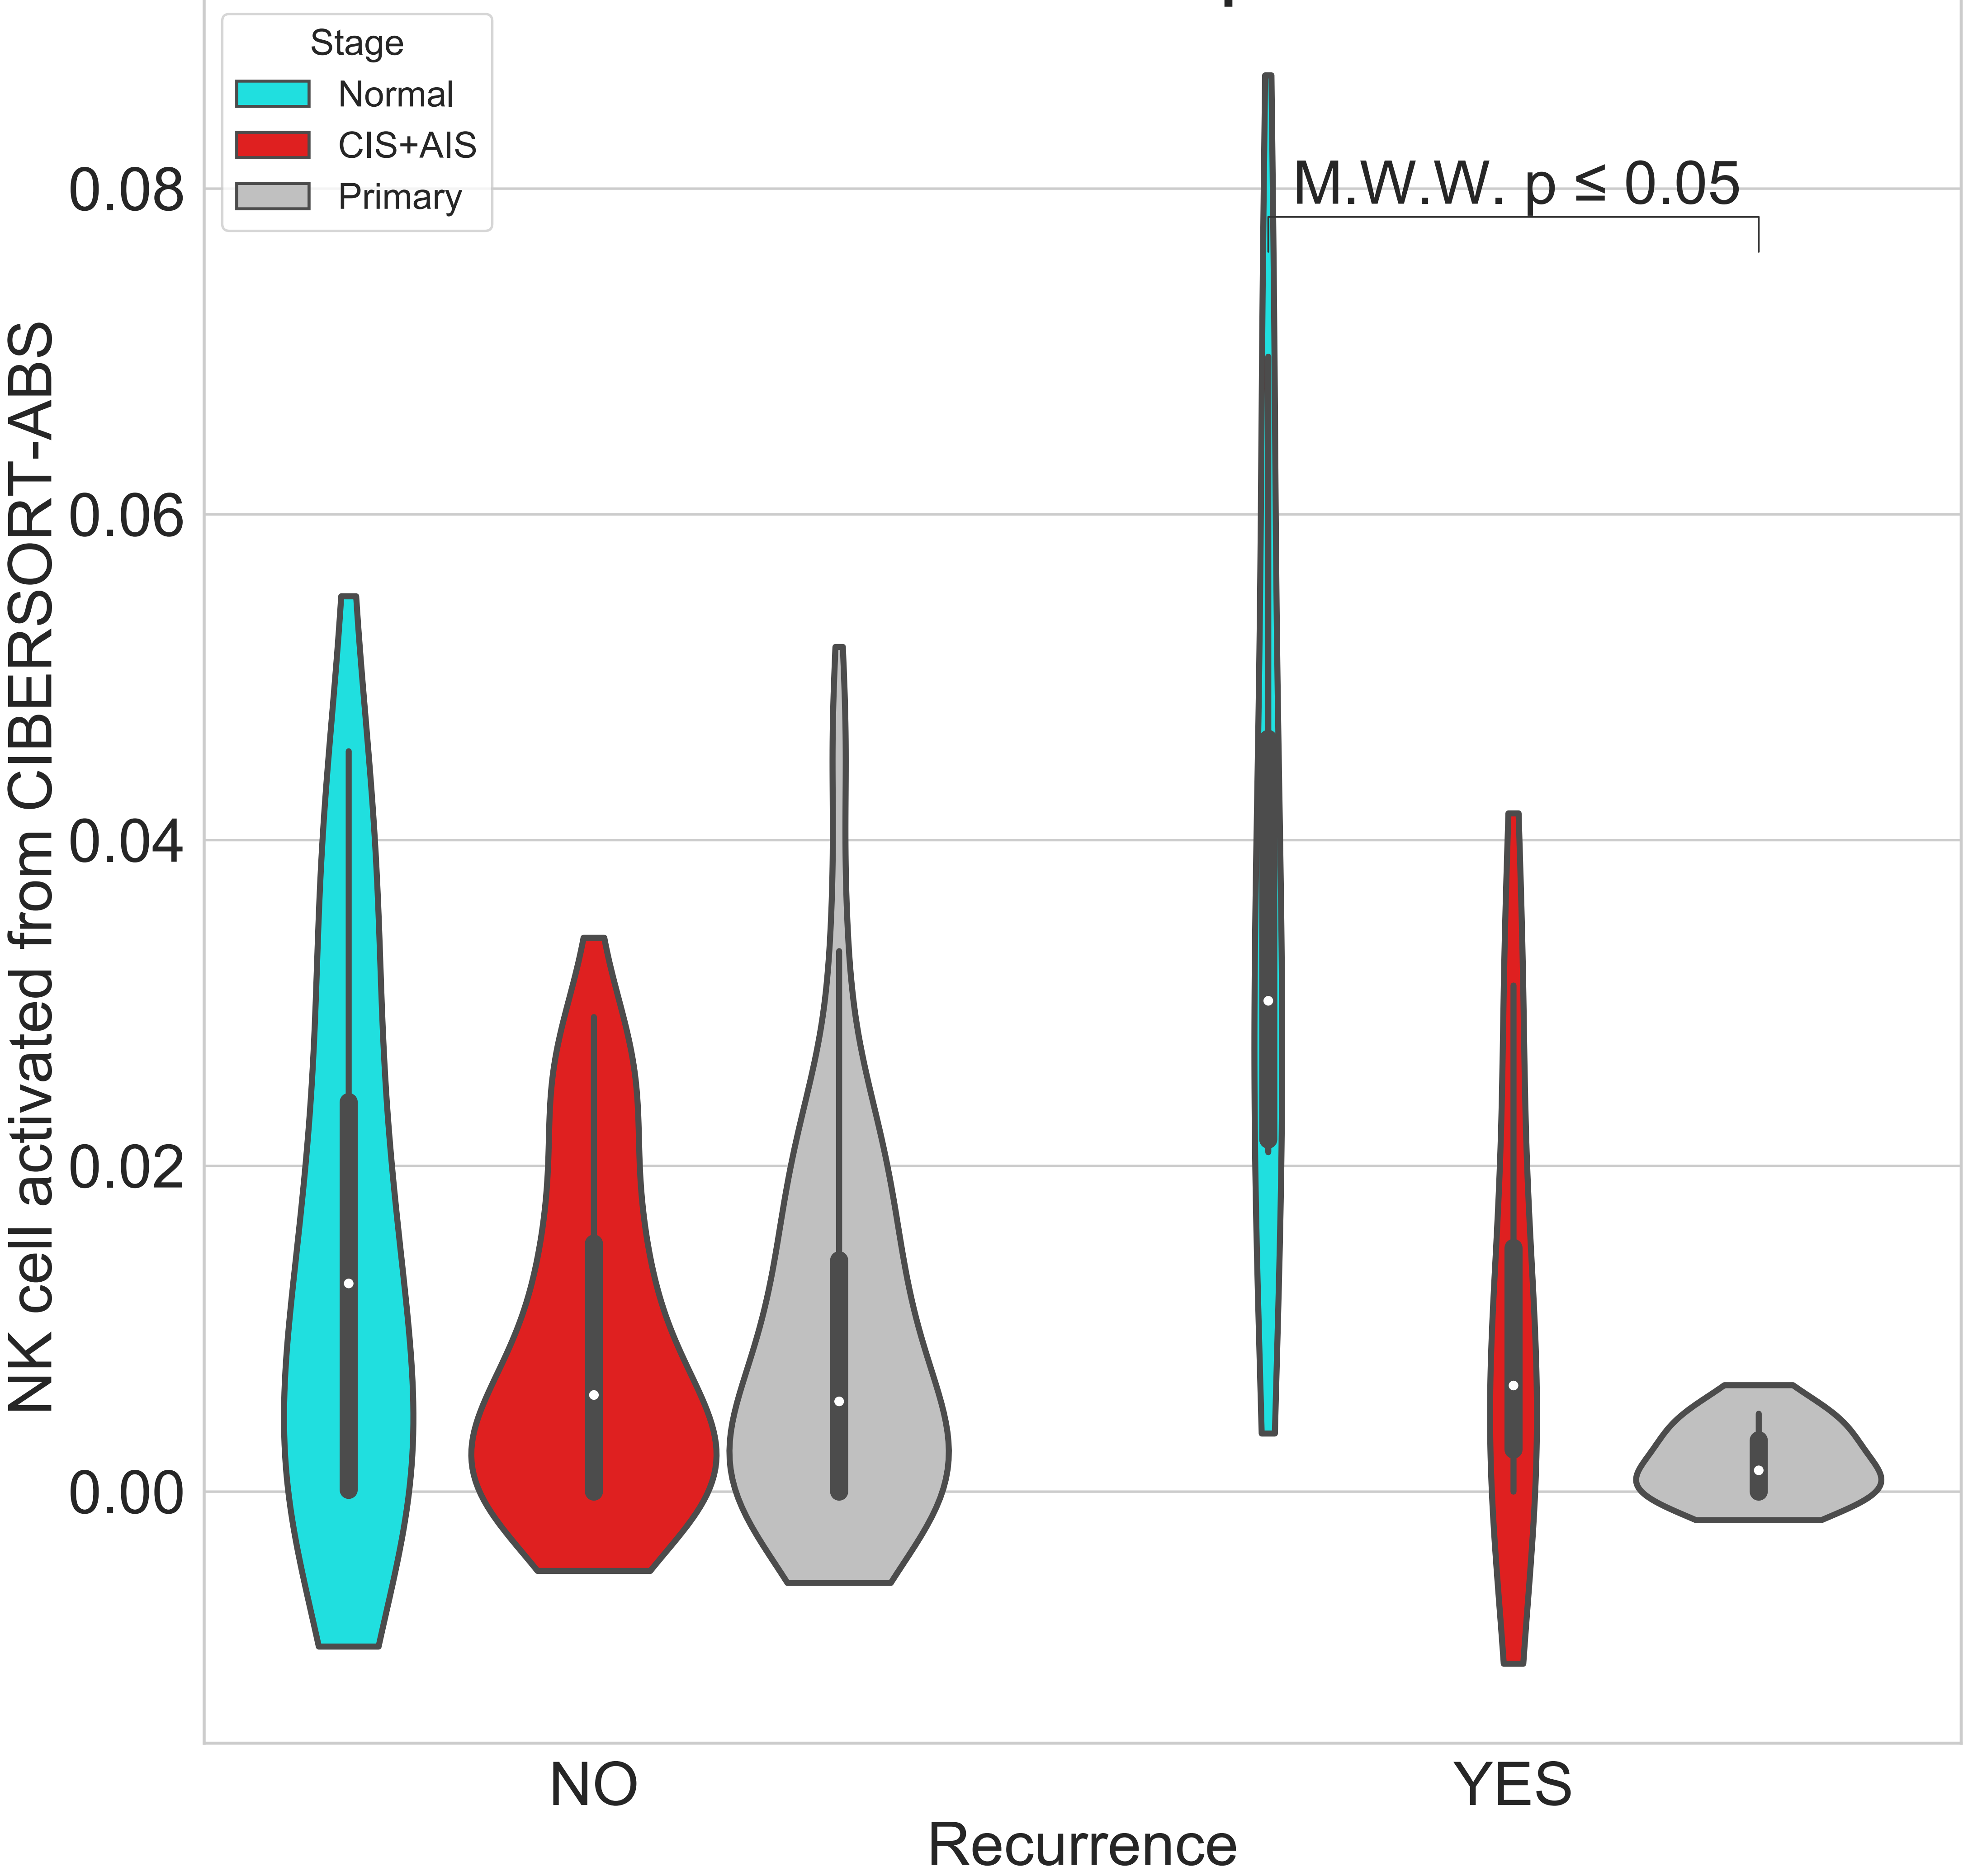 Stage
Normal
CIS+AIS
Primary
M.W.W. p ≤ 0.05
NK cell activated from CIBERSORT-ABS
0.08
0.06
0.04
0.02
0.00
NO
YES
Recurrence